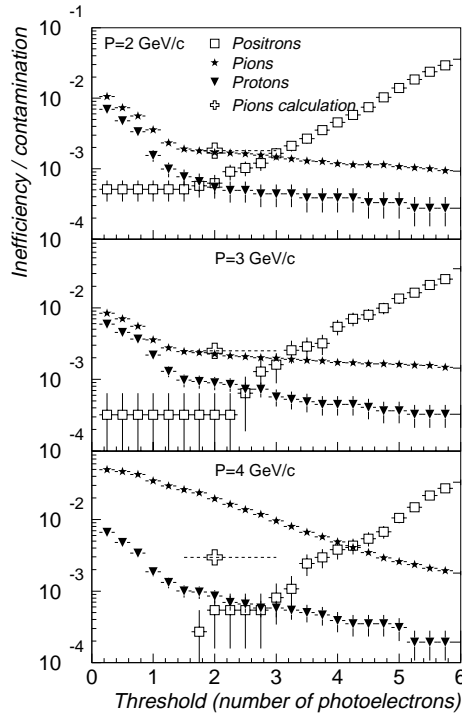 10 -1
P=2 GeV/c
Positrons
Pions
Protons
Pions calculation
10 -2
10 -3
10 -4
P=3 GeV/c
10
10 -2
10 -3
10 -4
P=4 GeV/c
10
10 -2
10 -3
10
0 1 2 3 4 5 6
Threshold (number of photoelectrons)
Inefficiency / contamination